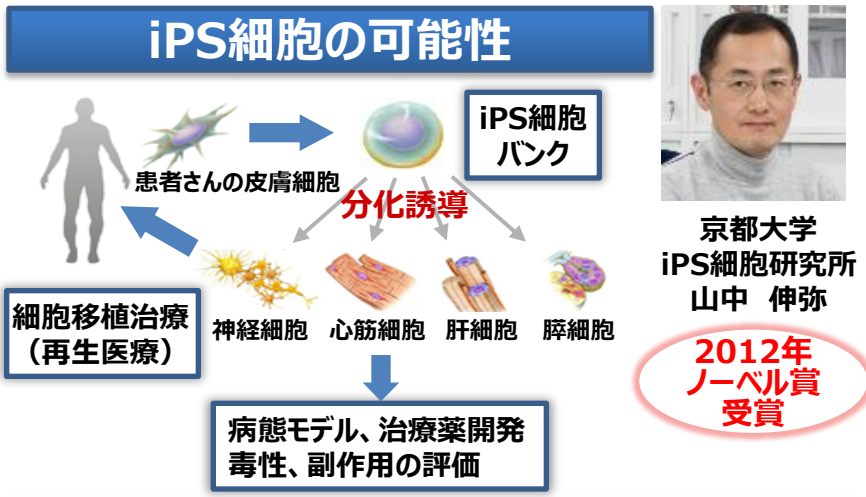 iPS細胞の可能性
iPS細胞
バンク
患者さんの皮膚細胞
分化誘導
神経細胞
心筋細胞
肝細胞
膵細胞
細胞移植治療
（再生医療）
病態モデル、治療薬開発
毒性、副作用の評価
京都大学
iPS細胞研究所
山中 伸弥
2012年
ノーベル賞
受賞